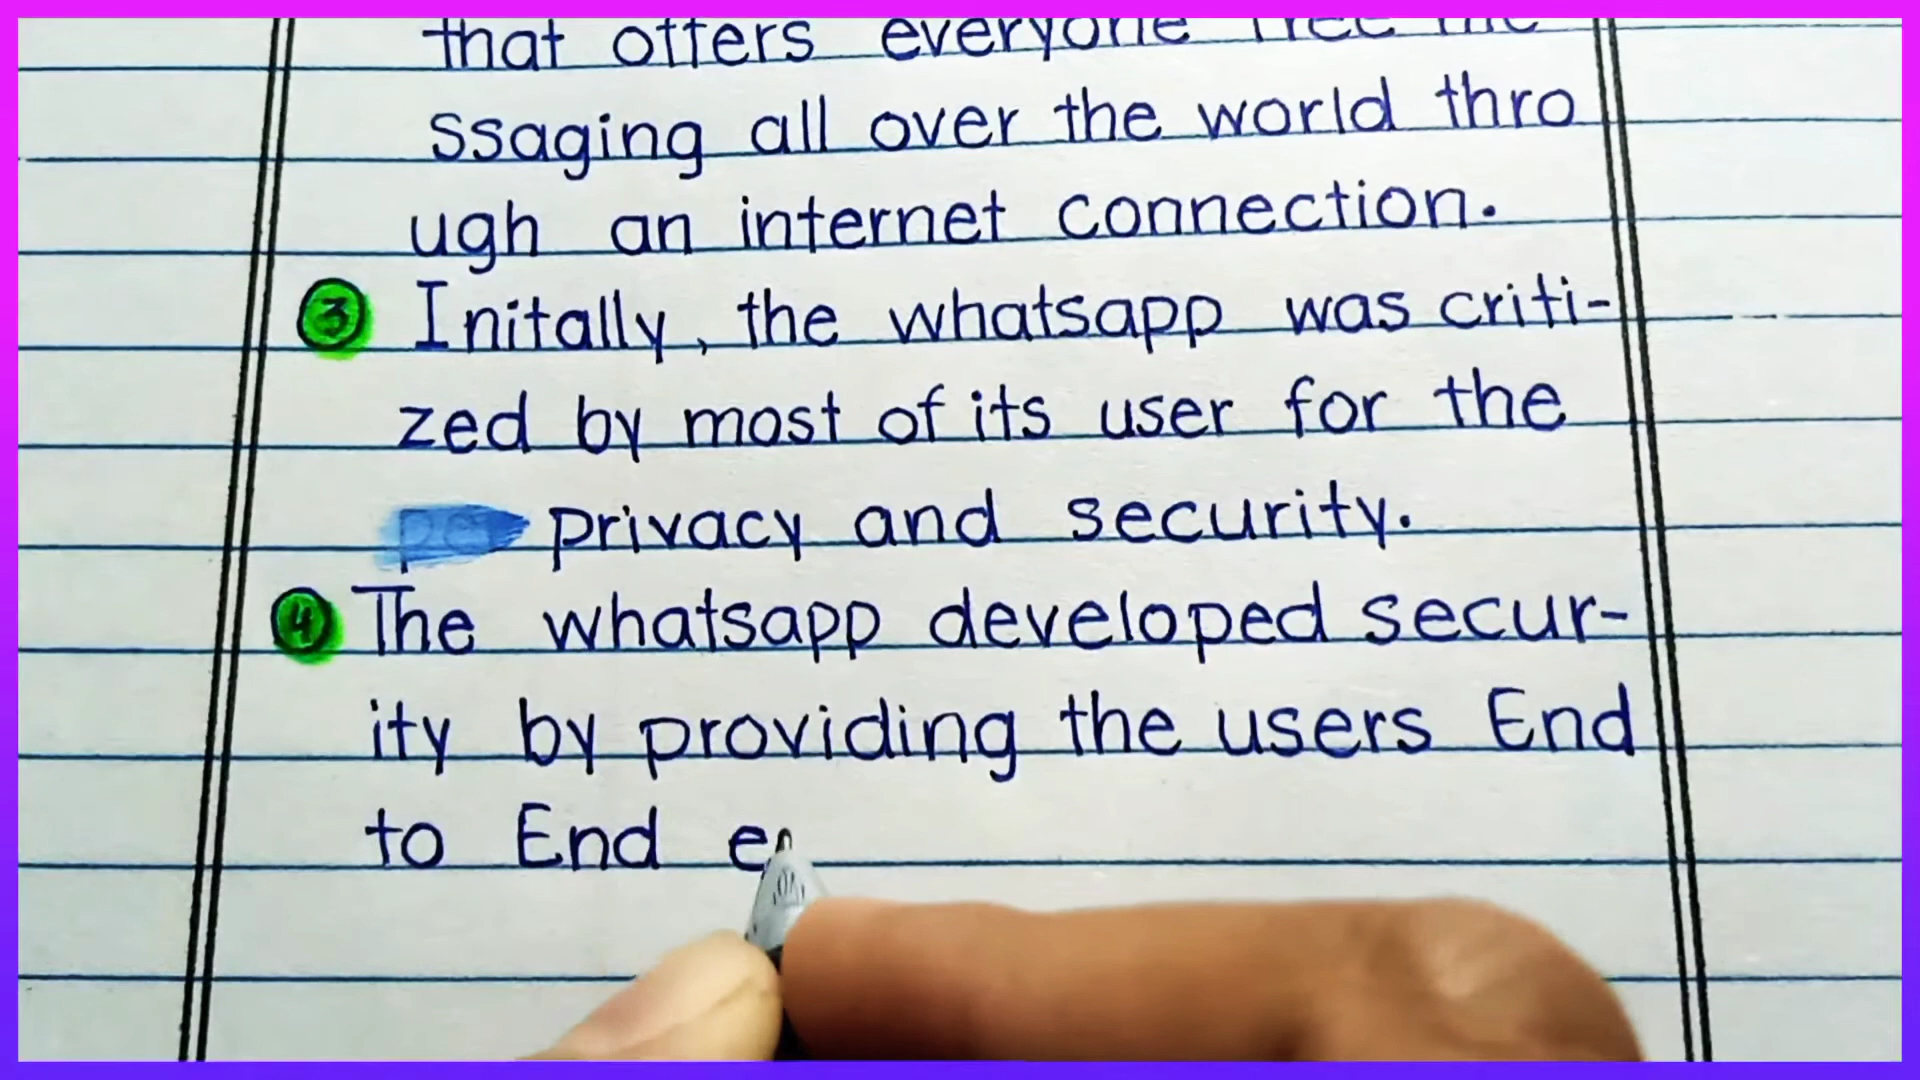 that offers everyone free me
ssaging all over the world thro
ugh an internet connection.
3 Initally, the whatsapp was criti-
zed by most of its user for the
privacy and security.
4 The whatsapp developed secur-
ity by providing the users End
to End e